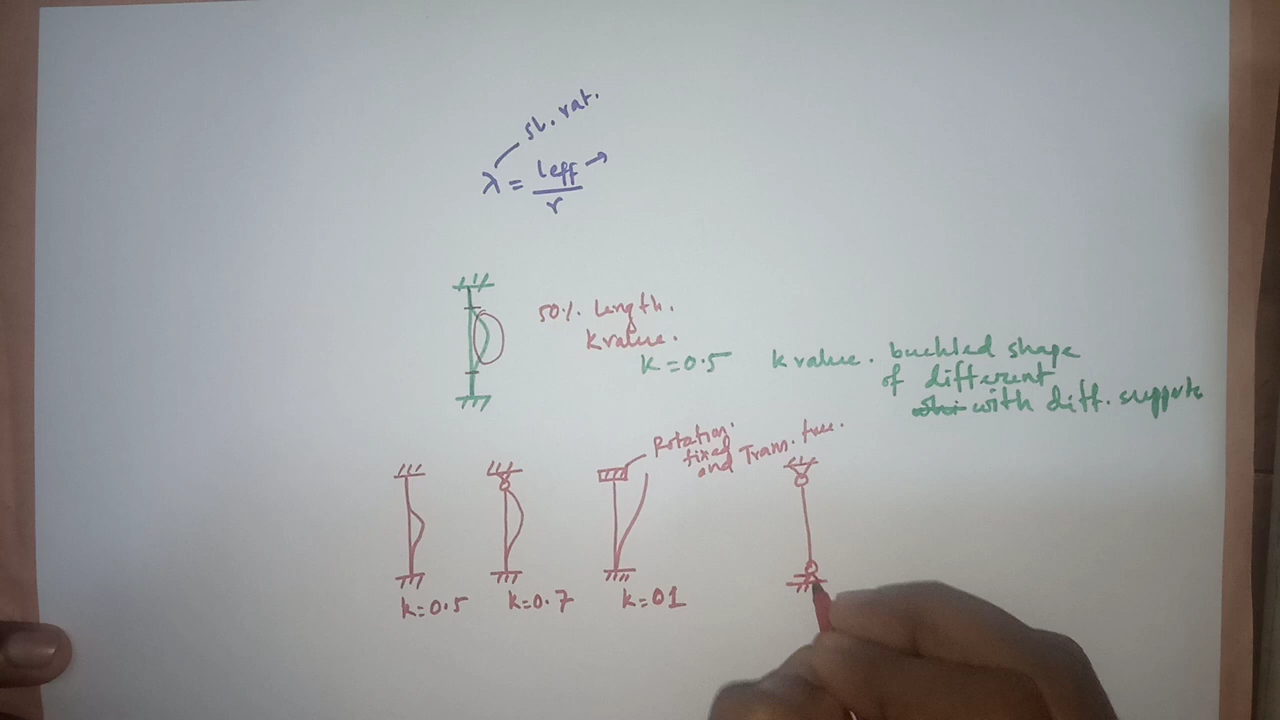 sl. rat.
λ = leff →
r
50%. Length.
K value.
K = 0.5
k value. buckled shape
of different
with diff. supports
Rotation.
fixed
and Tran. free.
k=0.5
k=0.7
k=01